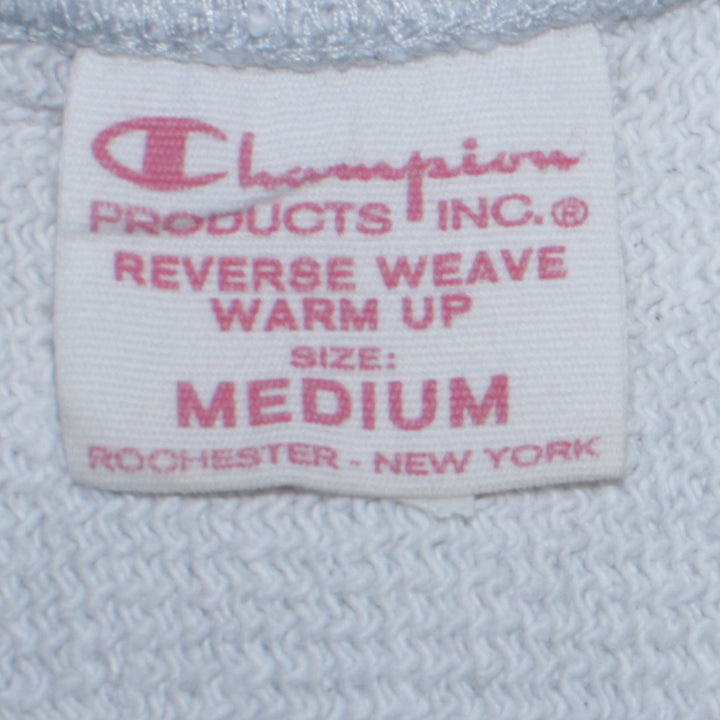 Champion
PRODUCTS INC.®
REVERSE WEAVE
WARM UP
SIZE:
MEDIUM
ROCHESTER - NEW YORK